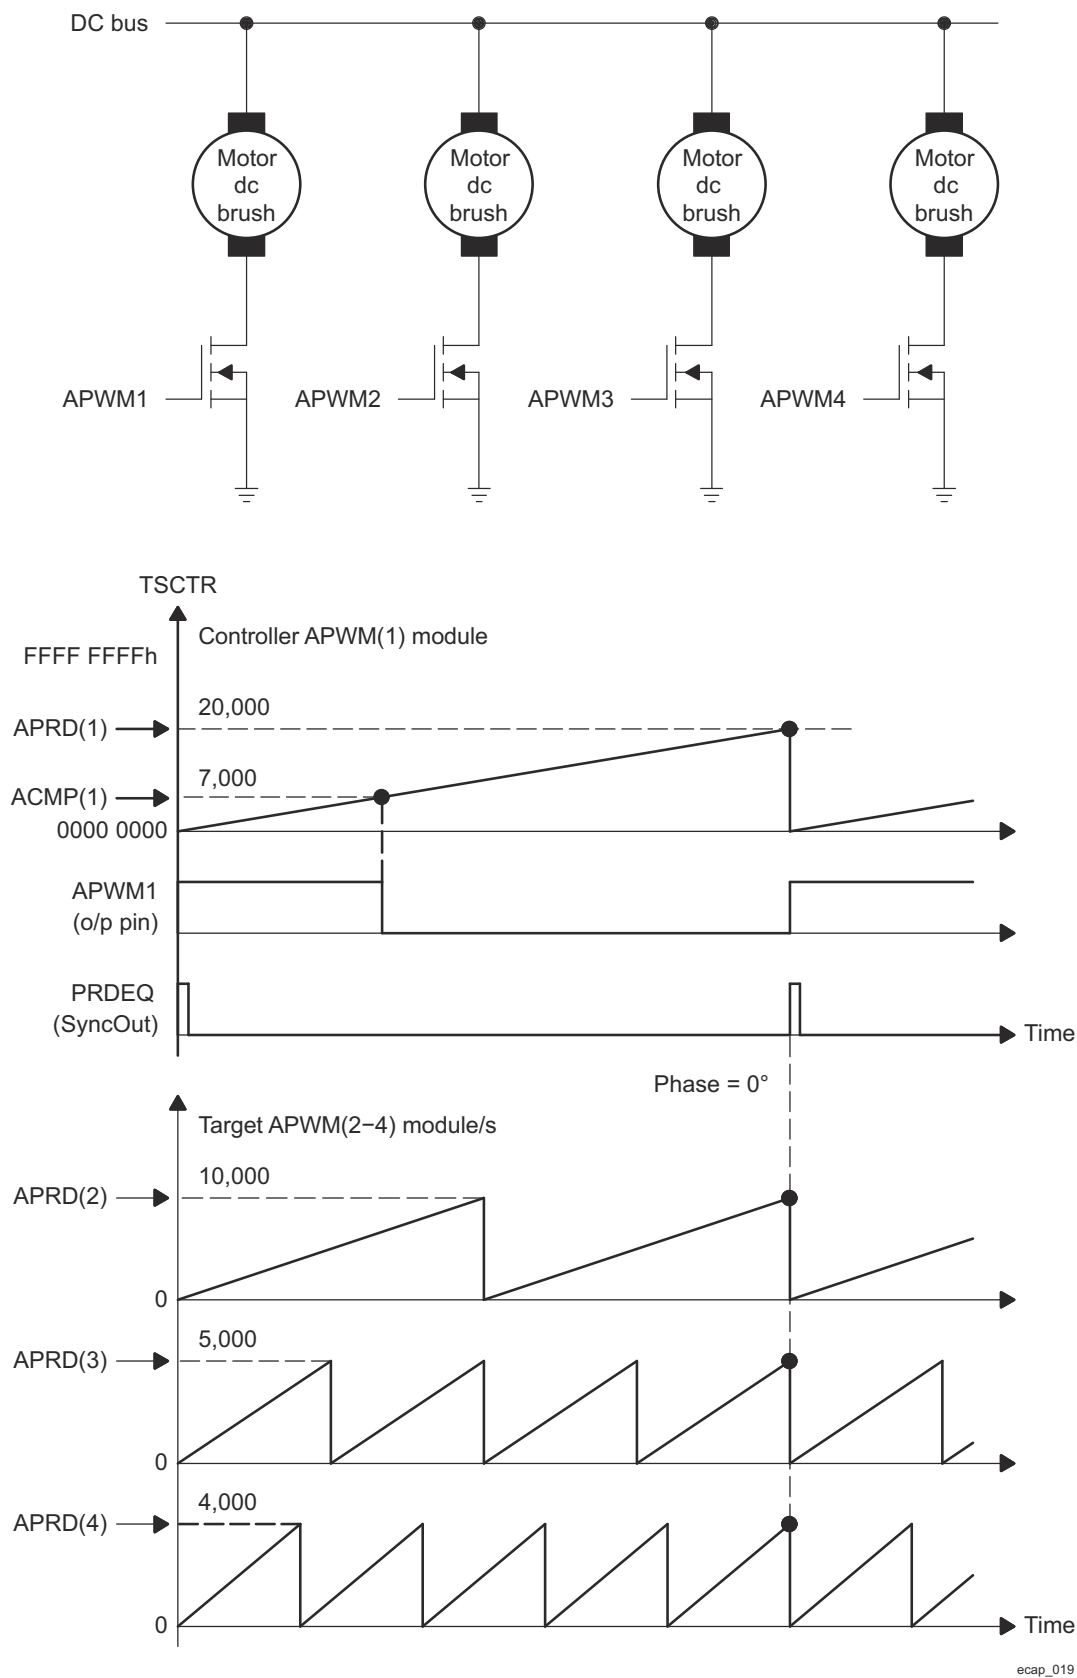 DC bus
Motor
dc
brush
Motor
dc
brush
Motor
dc
brush
Motor
dc
brush
APWM1
APWM2
APWM3
APWM4
TSCTR
FFFF FFFFh
Controller APWM(1) module
20,000
APRD(1)
7,000
ACMP(1)
0000 0000
APWM1
(o/p pin)
PRDEQ
(SyncOut)
Time
Phase = 0°
Target APWM(2−4) module/s
10,000
APRD(2)
0
5,000
APRD(3)
0
4,000
APRD(4)
0
Time
ecap_019